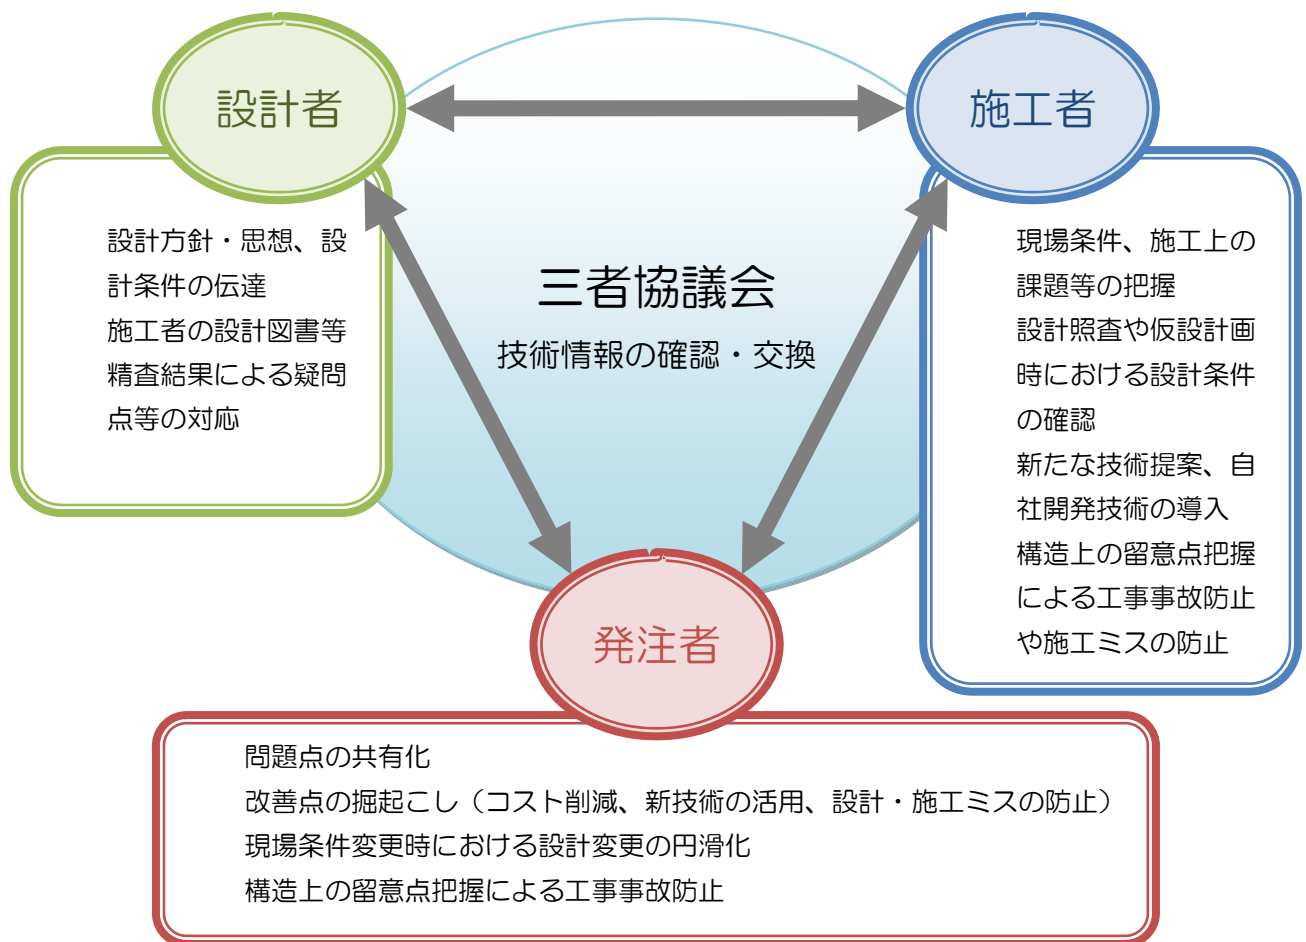 設計者
施工者
設計方針・思想、設
計条件の伝達
施工者の設計図書等
精査結果による疑問
点等の対応
三者協議会
技術情報の確認・交換
現場条件、施工上の
課題等の把握
設計照査や仮設計画
時における設計条件
の確認
新たな技術提案、自
社開発技術の導入
構造上の留意点把握
による工事事故防止
や施工ミスの防止
発注者
問題点の共有化
改善点の掘起こし（コスト削減、新技術の活用、設計・施工ミスの防止）
現場条件変更時における設計変更の円滑化
構造上の留意点把握による工事事故防止